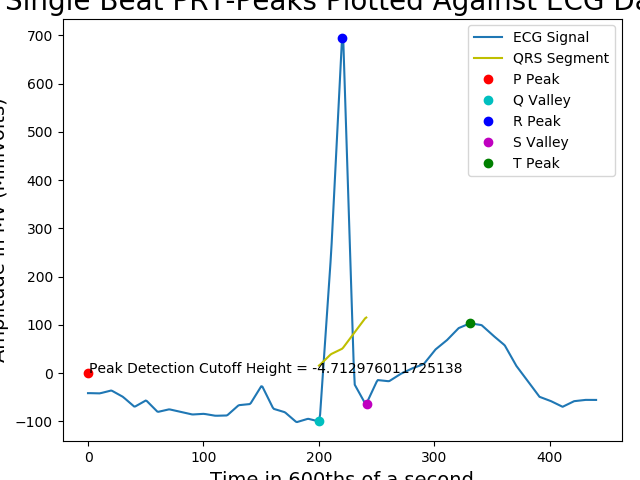 Single Beat PRT-Peaks Plotted Against ECG Da
ECG Signal
QRS Segment
P Peak
Q Valley
R Peak
S Valley
T Peak
Peak Detection Cutoff Height = -4.712976011725138
700
600
500
400
300
200
100
0
−100
0 100 200 300 400
Amplitude in MV (Millivolts)
Time in 600ths of a second